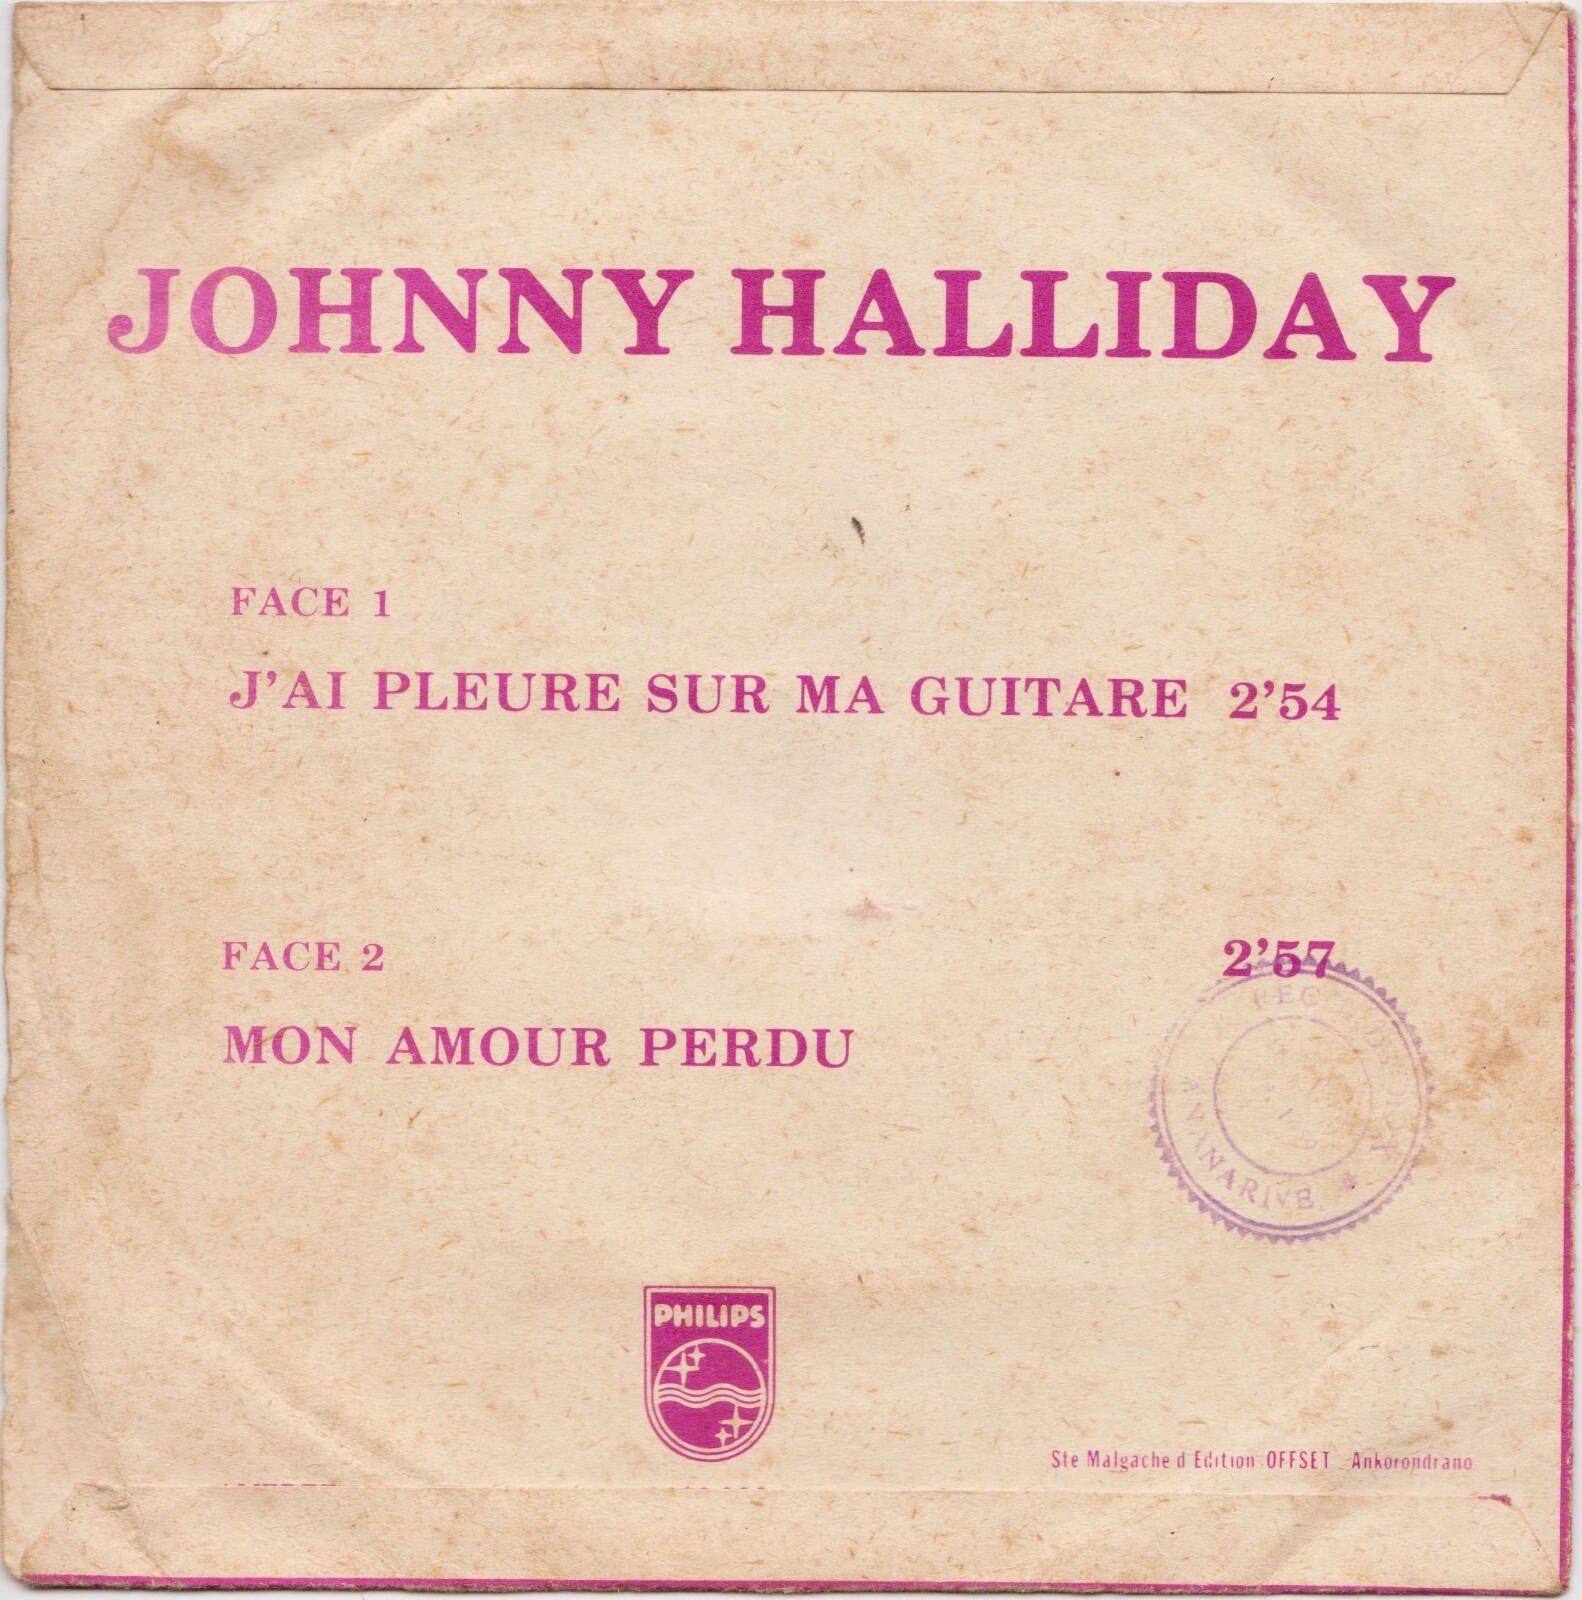 JOHNNY HALLIDAY
FACE 1
J'AI PLEURE SUR MA GUITARE 2'54
FACE 2
2'57
MON AMOUR PERDU
ANANARIVE *
PHILIPS
Ste Malgache d Edition OFFSET _ Ankorondrano